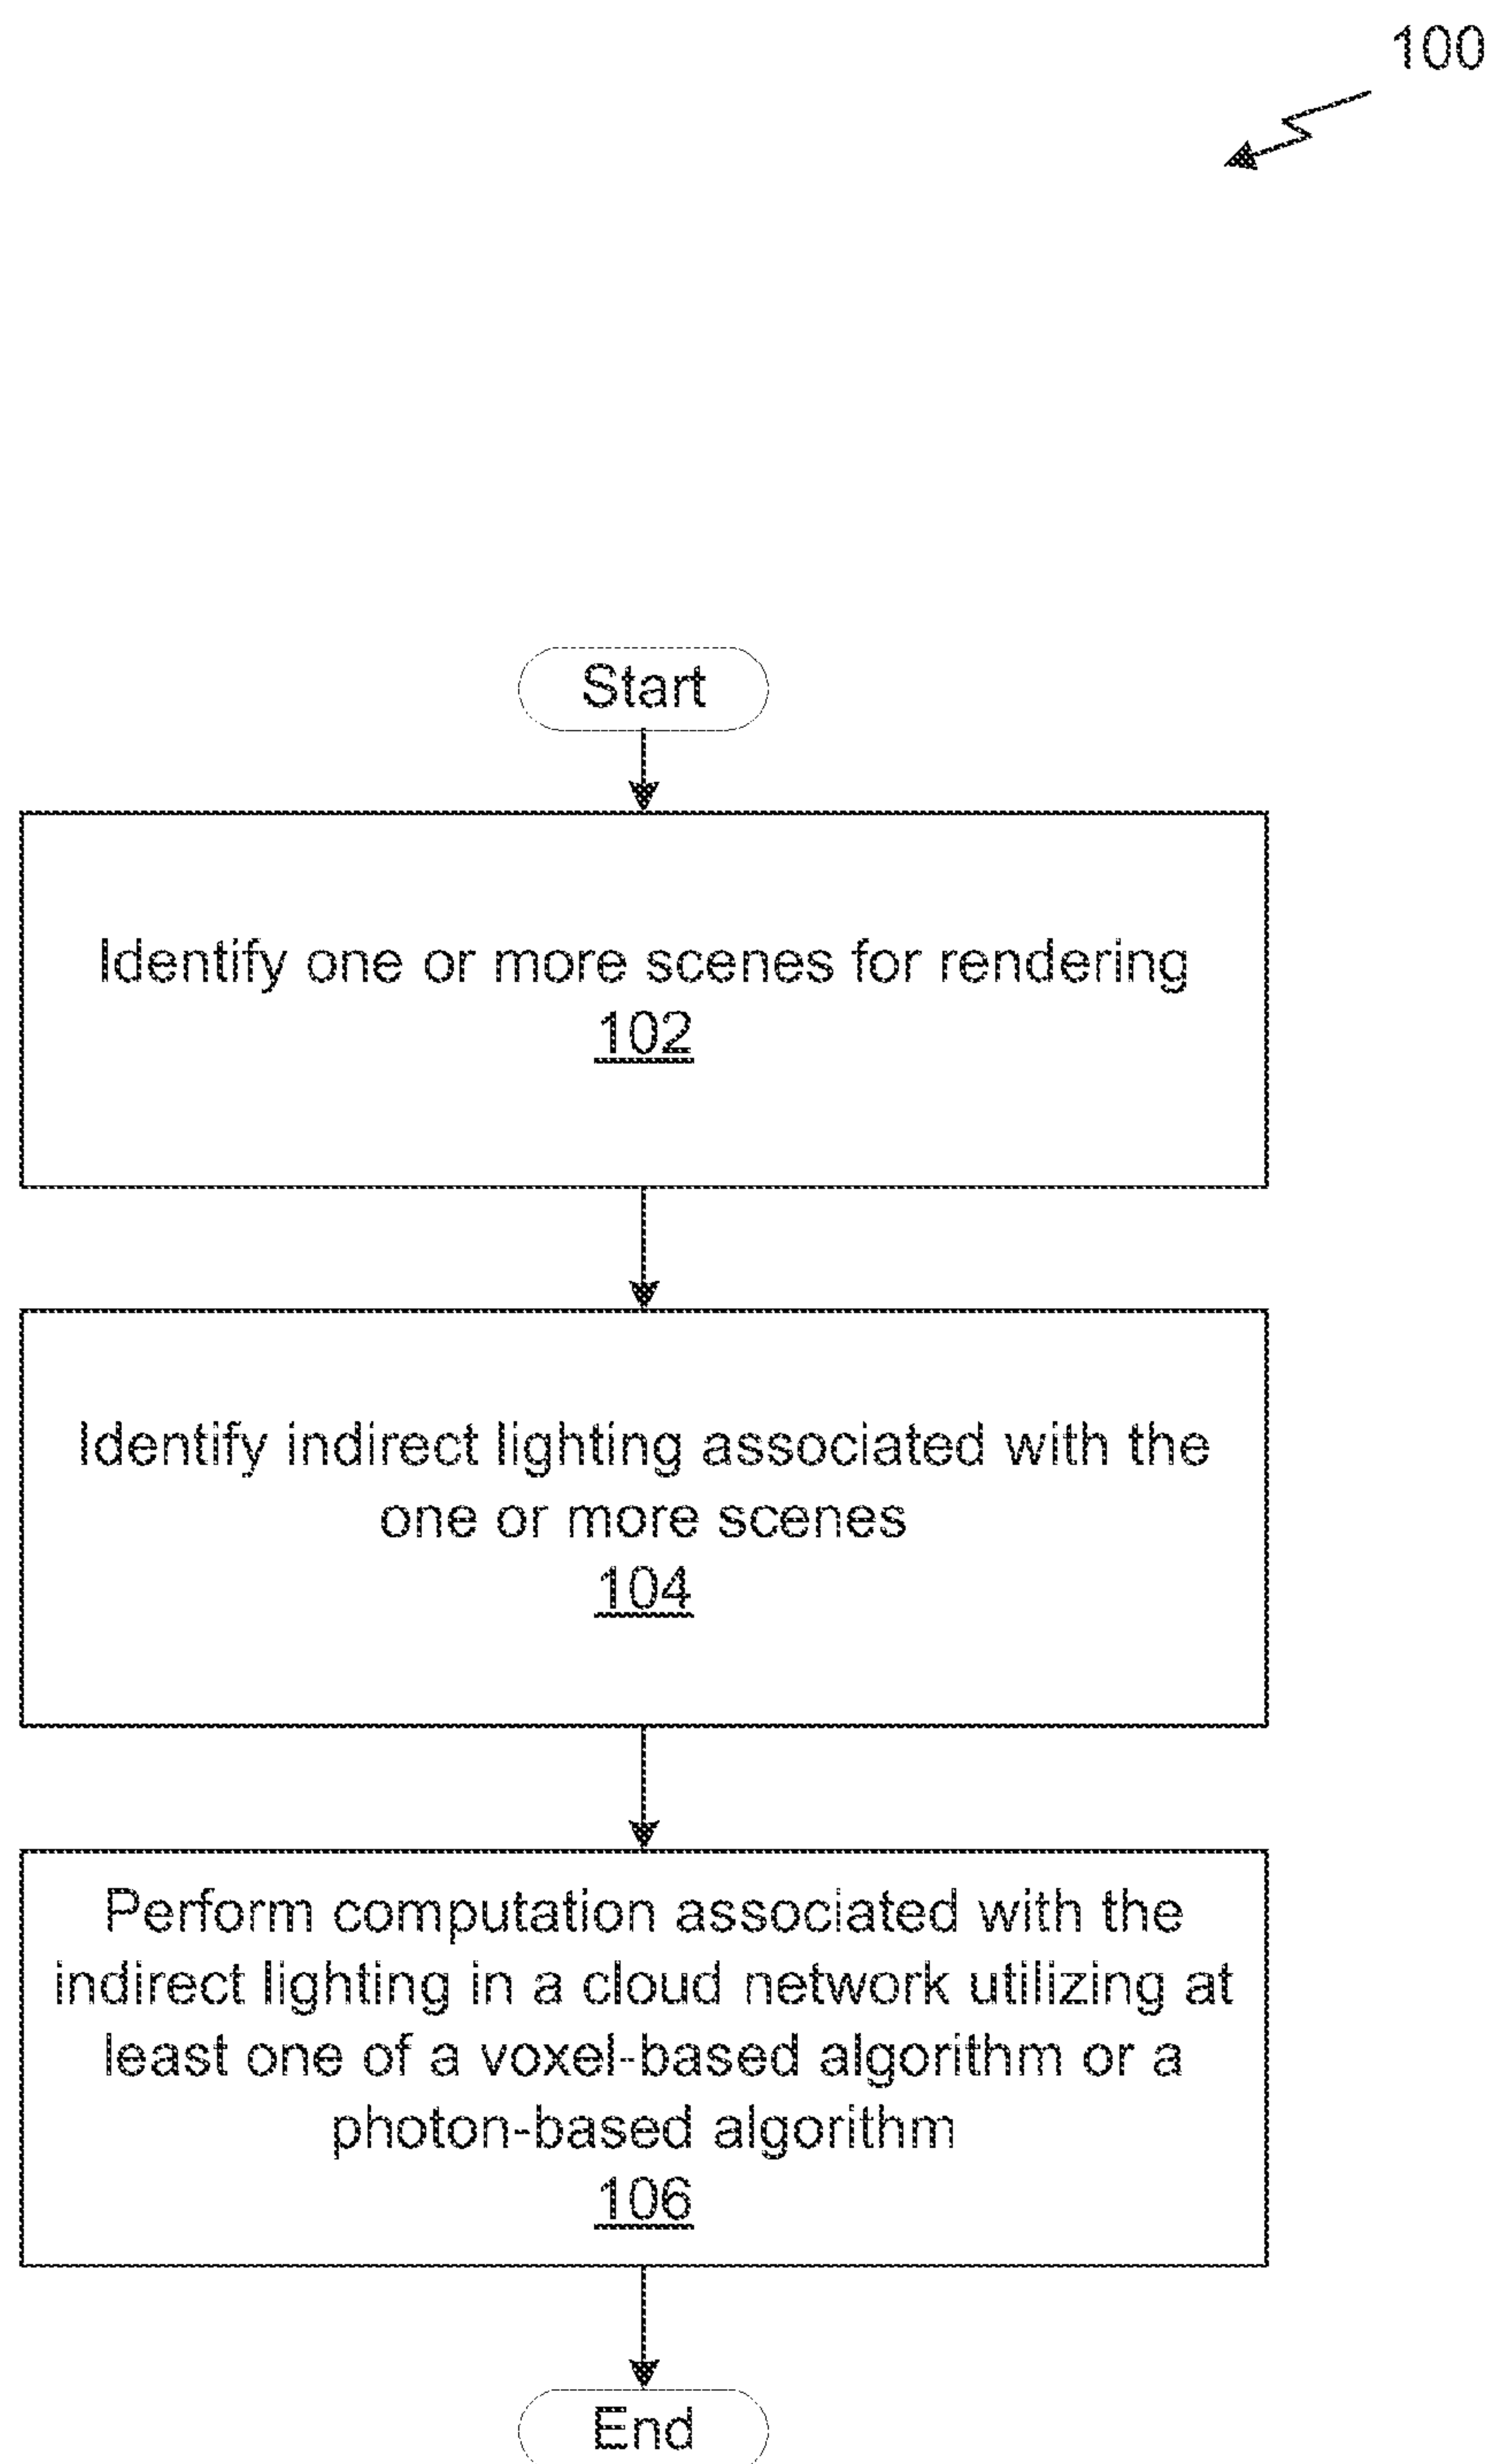 100
Start
Identify one or more scenes for rendering
102
Identify indirect lighting associated with the
one or more scenes
104
Perform computation associated with the
indirect lighting in a cloud network utilizing at
least one of a voxel-based algorithm or a
photon-based algorithm
106
End